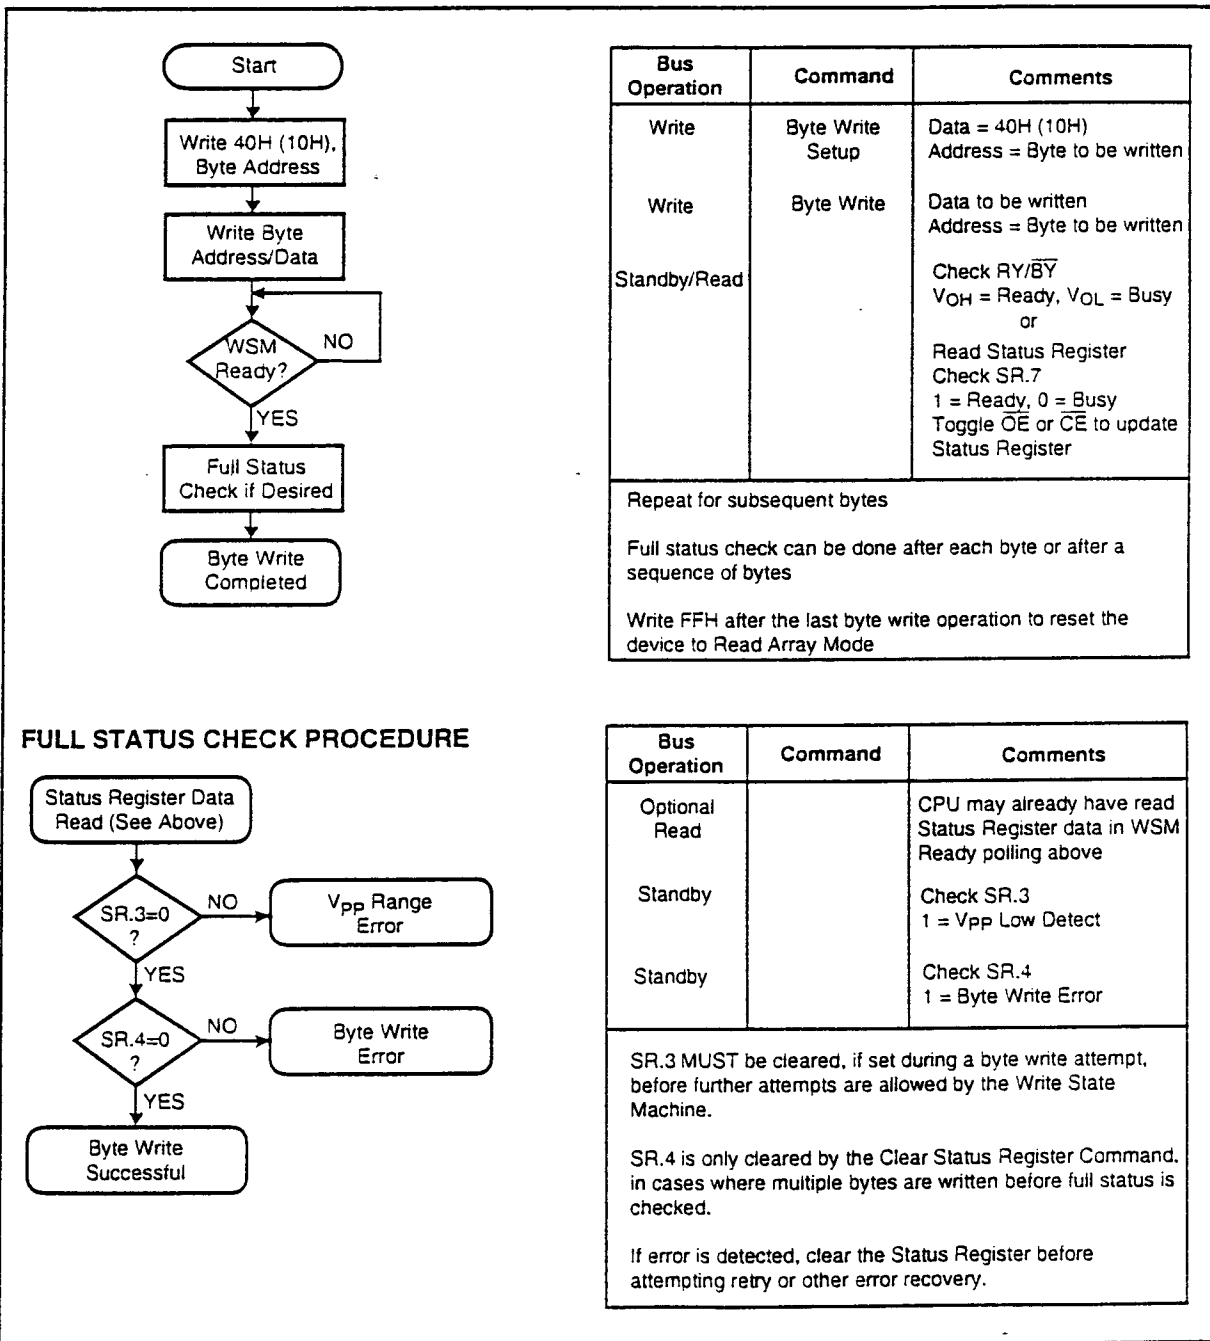 Start
Write 40H (10H),
Byte Address
Write Byte
Address/Data
WSM
Ready?
NO
YES
Full Status
Check if Desired
Byte Write
Completed
Bus
Operation
Command
Comments
Write
Byte Write
Setup
Data = 40H (10H)
Address = Byte to be written
Write
Byte Write
Data to be written
Address = Byte to be written
Standby/Read
Check RY/B̅Y̅
VOH = Ready, VOL = Busy
or
Read Status Register
Check SR.7
1 = Ready, 0 = Busy
Toggle O̅E̅ or C̅E̅ to update
Status Register
Repeat for subsequent bytes
Full status check can be done after each byte or after a
sequence of bytes
Write FFH after the last byte write operation to reset the
device to Read Array Mode
FULL STATUS CHECK PROCEDURE
Status Register Data
Read (See Above)
SR.3=0
?
NO
VPP Range
Error
YES
SR.4=0
?
NO
Byte Write
Error
YES
Byte Write
Successful
Bus
Operation
Command
Comments
Optional
Read
CPU may already have read
Status Register data in WSM
Ready polling above
Standby
Check SR.3
1 = VPP Low Detect
Standby
Check SR.4
1 = Byte Write Error
SR.3 MUST be cleared, if set during a byte write attempt,
before further attempts are allowed by the Write State
Machine.
SR.4 is only cleared by the Clear Status Register Command,
in cases where multiple bytes are written before full status is
checked.
If error is detected, clear the Status Register before
attempting retry or other error recovery.